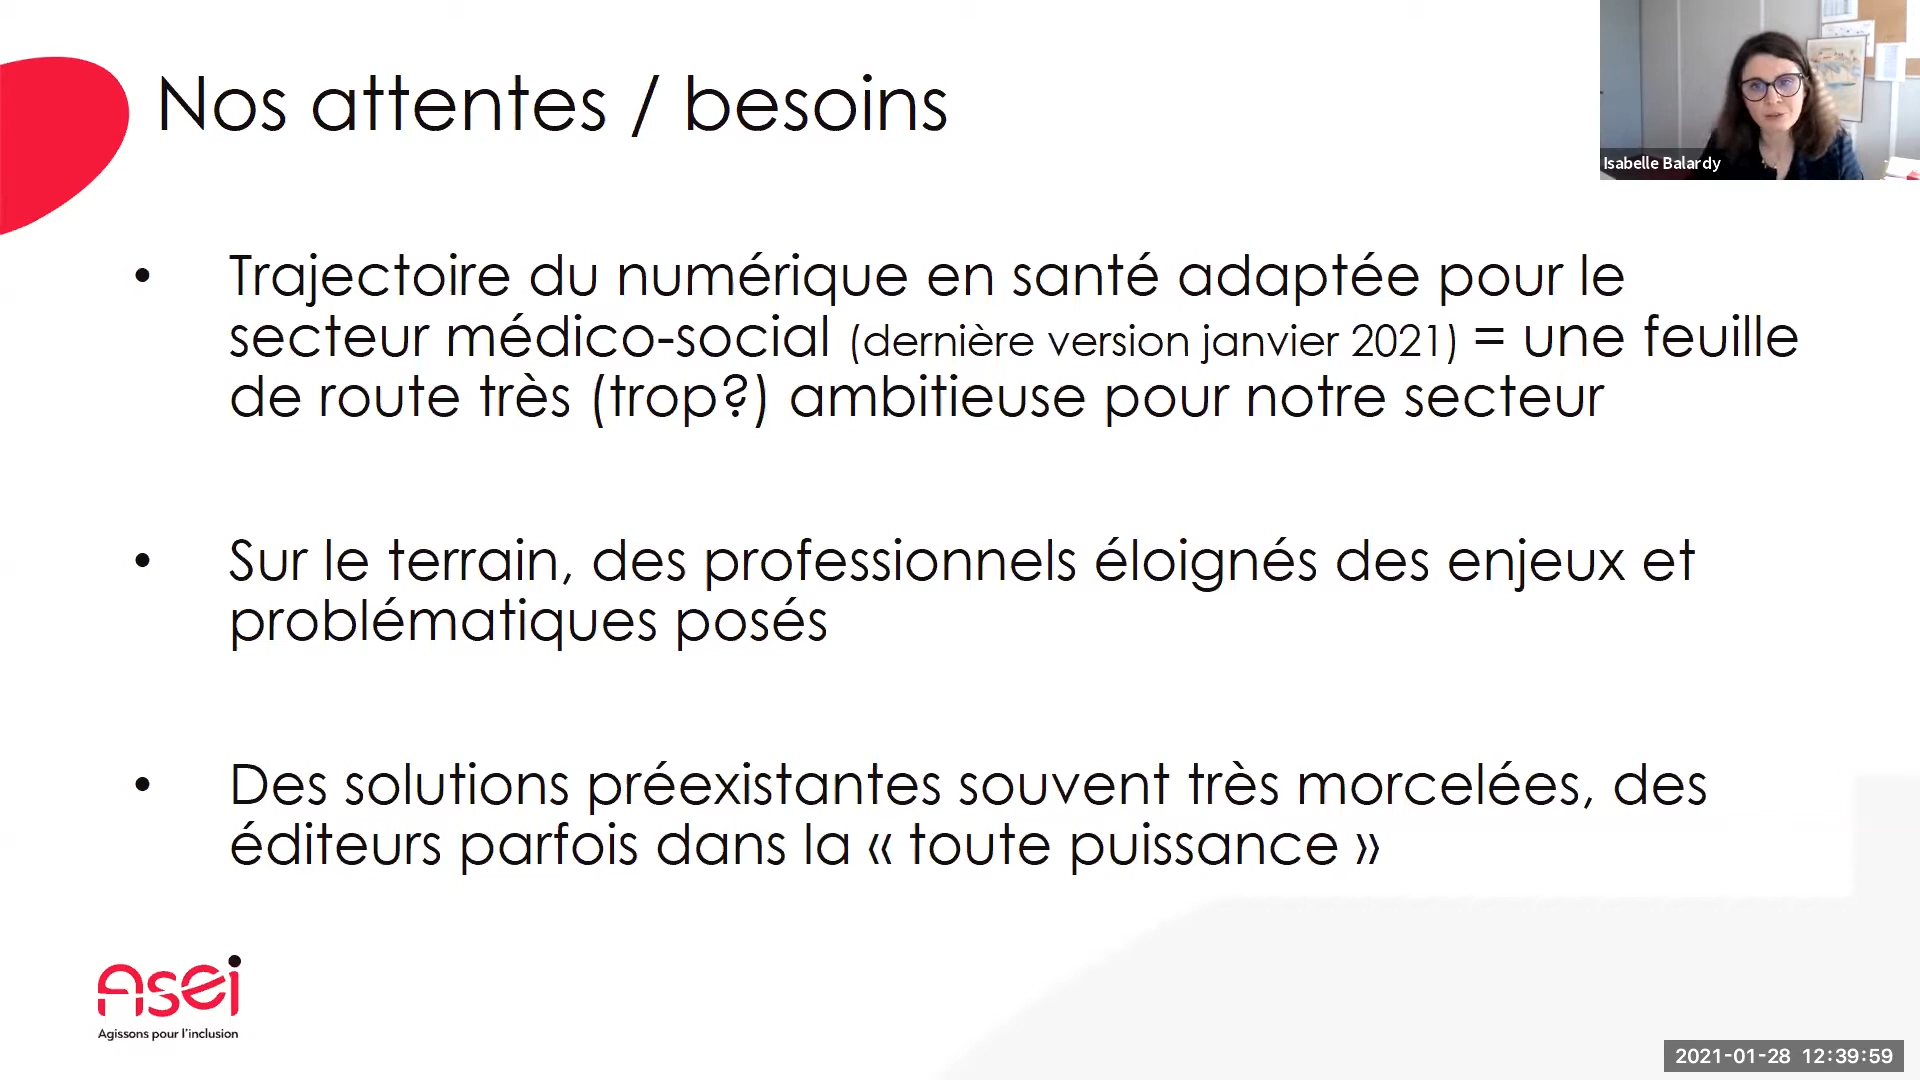 Nos attentes / besoins
Isabelle Balardy
• Trajectoire du numérique en santé adaptée pour le
secteur médico-social (dernière version janvier 2021) = une feuille
de route très (trop?) ambitieuse pour notre secteur
• Sur le terrain, des professionnels éloignés des enjeux et
problématiques posés
• Des solutions préexistantes souvent très morcelées, des
éditeurs parfois dans la « toute puissance »
Asei
Agissons pour l'inclusion
2021-01-28 12:39:59